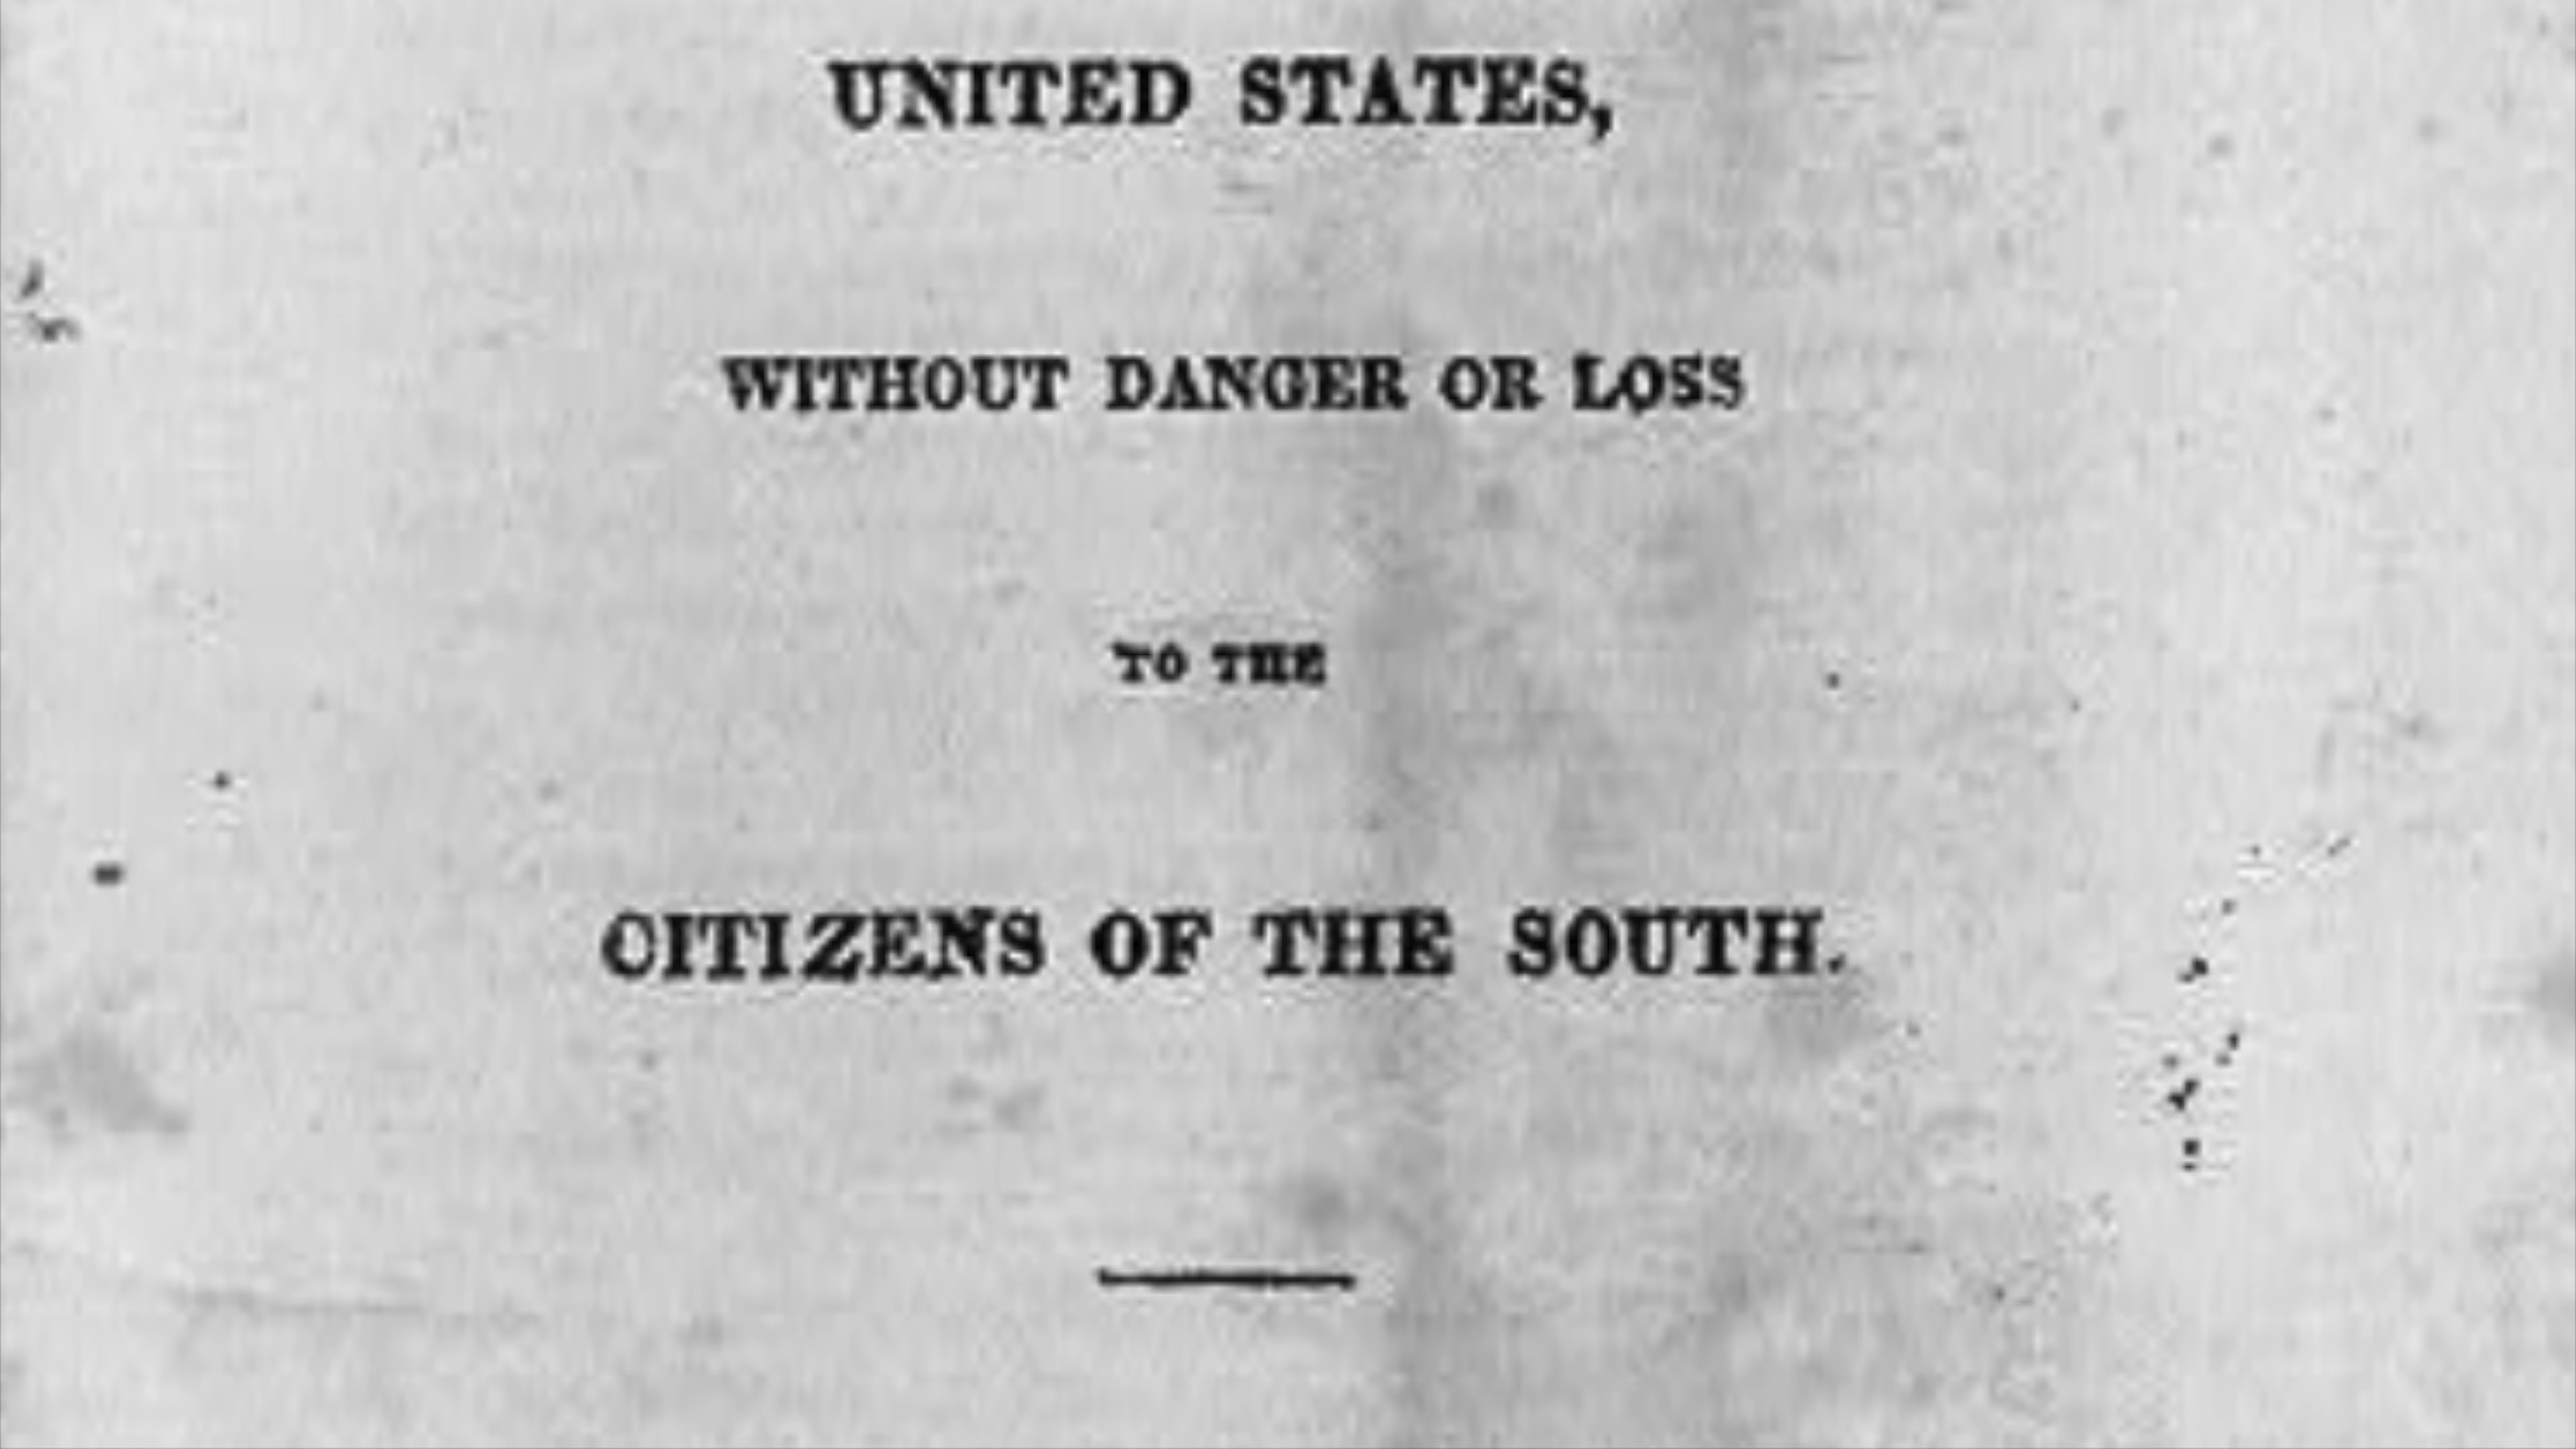 UNITED STATES,
WITHOUT DANGER OR LOSS
TO THE
CITIZENS OF THE SOUTH.